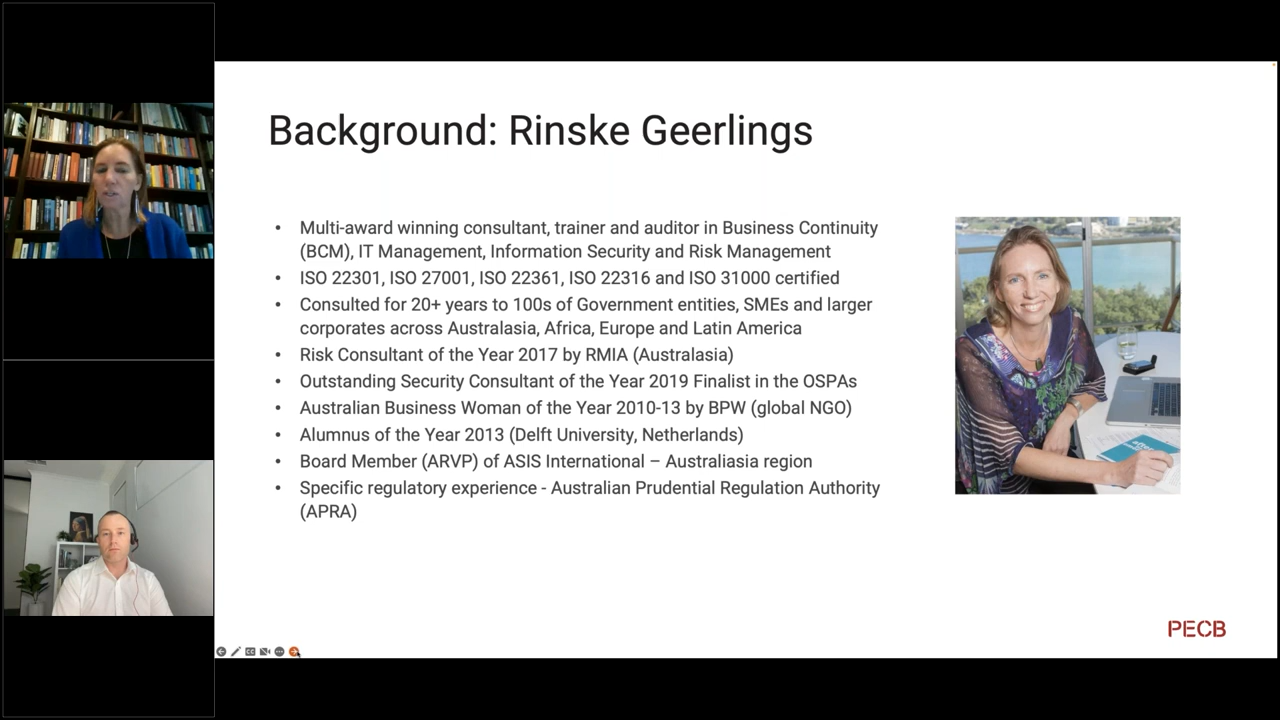 Background: Rinske Geerlings
• Multi-award winning consultant, trainer and auditor in Business Continuity
(BCM), IT Management, Information Security and Risk Management
• ISO 22301, ISO 27001, ISO 22361, ISO 22316 and ISO 31000 certified
• Consulted for 20+ years to 100s of Government entities, SMEs and larger
corporates across Australasia, Africa, Europe and Latin America
• Risk Consultant of the Year 2017 by RMIA (Australasia)
• Outstanding Security Consultant of the Year 2019 Finalist in the OSPAs
• Australian Business Woman of the Year 2010-13 by BPW (global NGO)
• Alumnus of the Year 2013 (Delft University, Netherlands)
• Board Member (ARVP) of ASIS International – Australiasia region
• Specific regulatory experience - Australian Prudential Regulation Authority
(APRA)
PECB